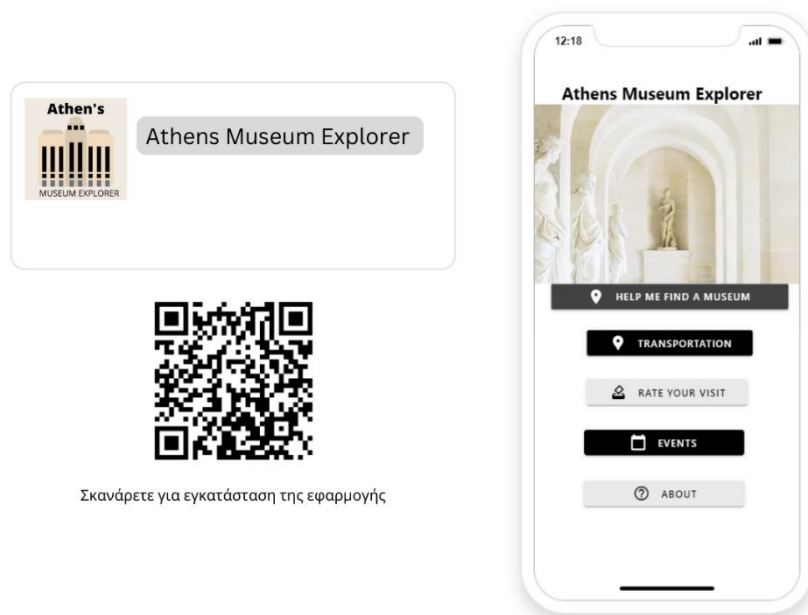 Athen's
MUSEUM EXPLORER
Athens Museum Explorer
Σκανάρετε για εγκατάσταση της εφαρμογής
12:18
Athens Museum Explorer
HELP ME FIND A MUSEUM
TRANSPORTATION
RATE YOUR VISIT
EVENTS
ABOUT